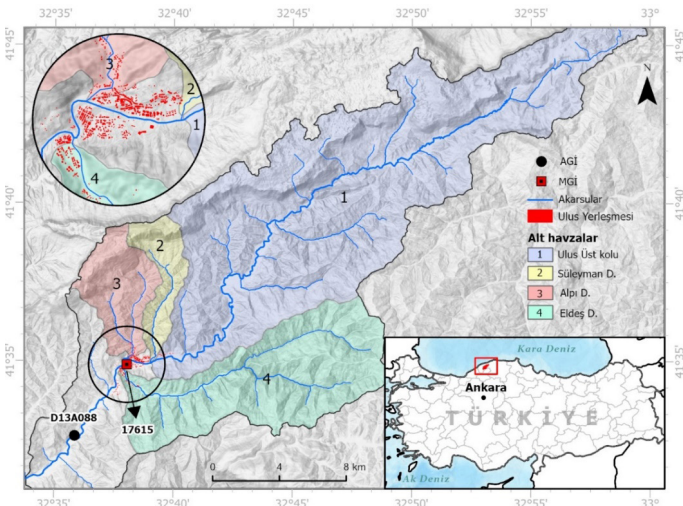 32°35' 32°40' 32°45' 32°50' 32°55' 33°
41°45'
41°40'
41°35'
41°45'
41°40'
41°35'
3
2
1
4
N
1
2
3
4
AGİ
MGİ
Akarsular
Ulus Yerleşmesi
Alt havzalar
1 Ulus Üst kolu
2 Süleyman D.
3 Alpı D.
4 Eldeş D.
D13A088
17615
0 4 8 km
Kara Deniz
Ankara
TÜRKİYE
Ak Deniz
32°35' 32°40' 32°45' 32°50' 32°55' 33°